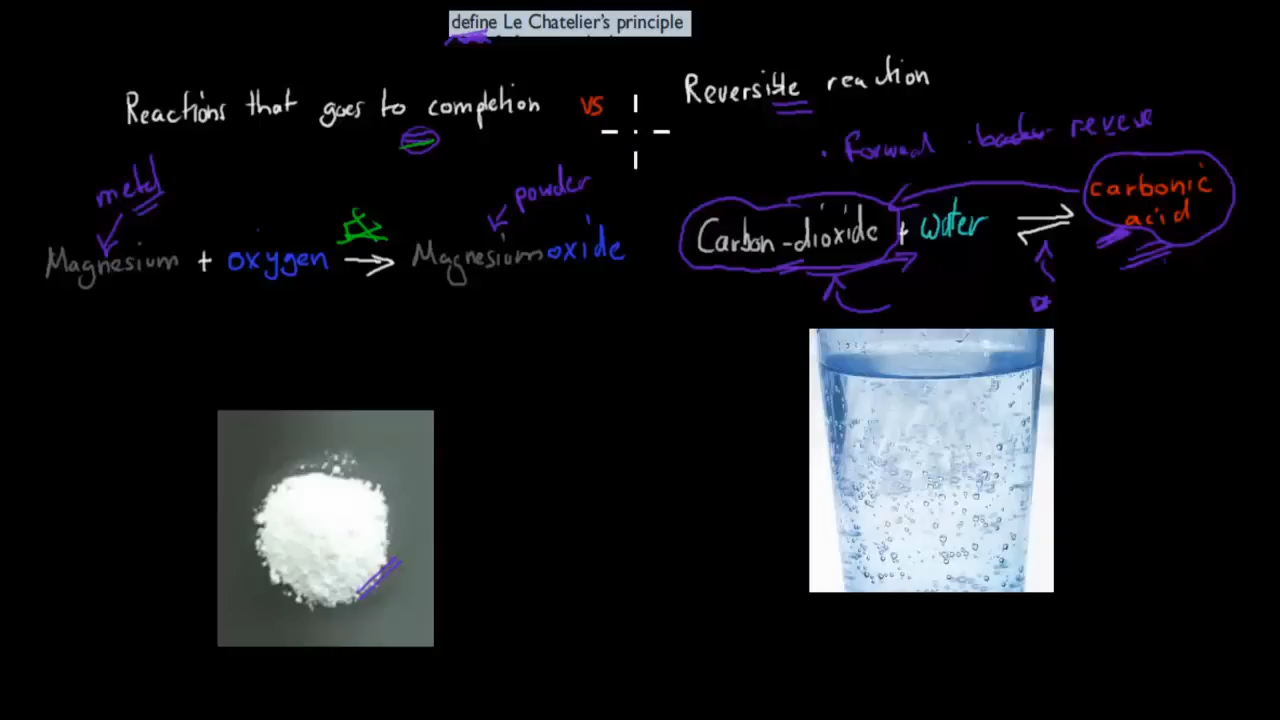 define Le Chatelier's principle
Reactions that goes to completion vs Reversible reaction
. forward . reverse
metal
powder
Magnesium + oxygen → Magnesium oxide
Carbon-dioxide + water ⇌ carbonic acid